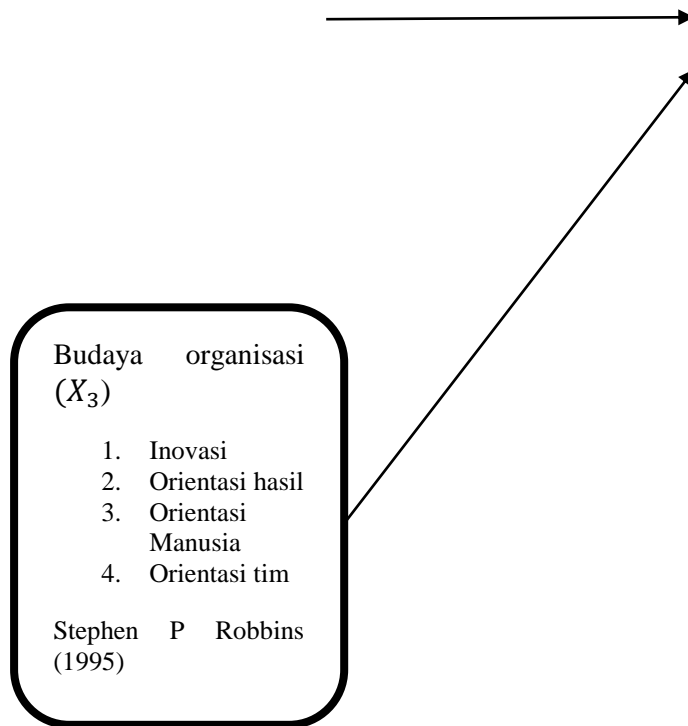 Budaya organisasi
(X₃)
1. Inovasi
2. Orientasi hasil
3. Orientasi
Manusia
4. Orientasi tim
Stephen P Robbins
(1995)